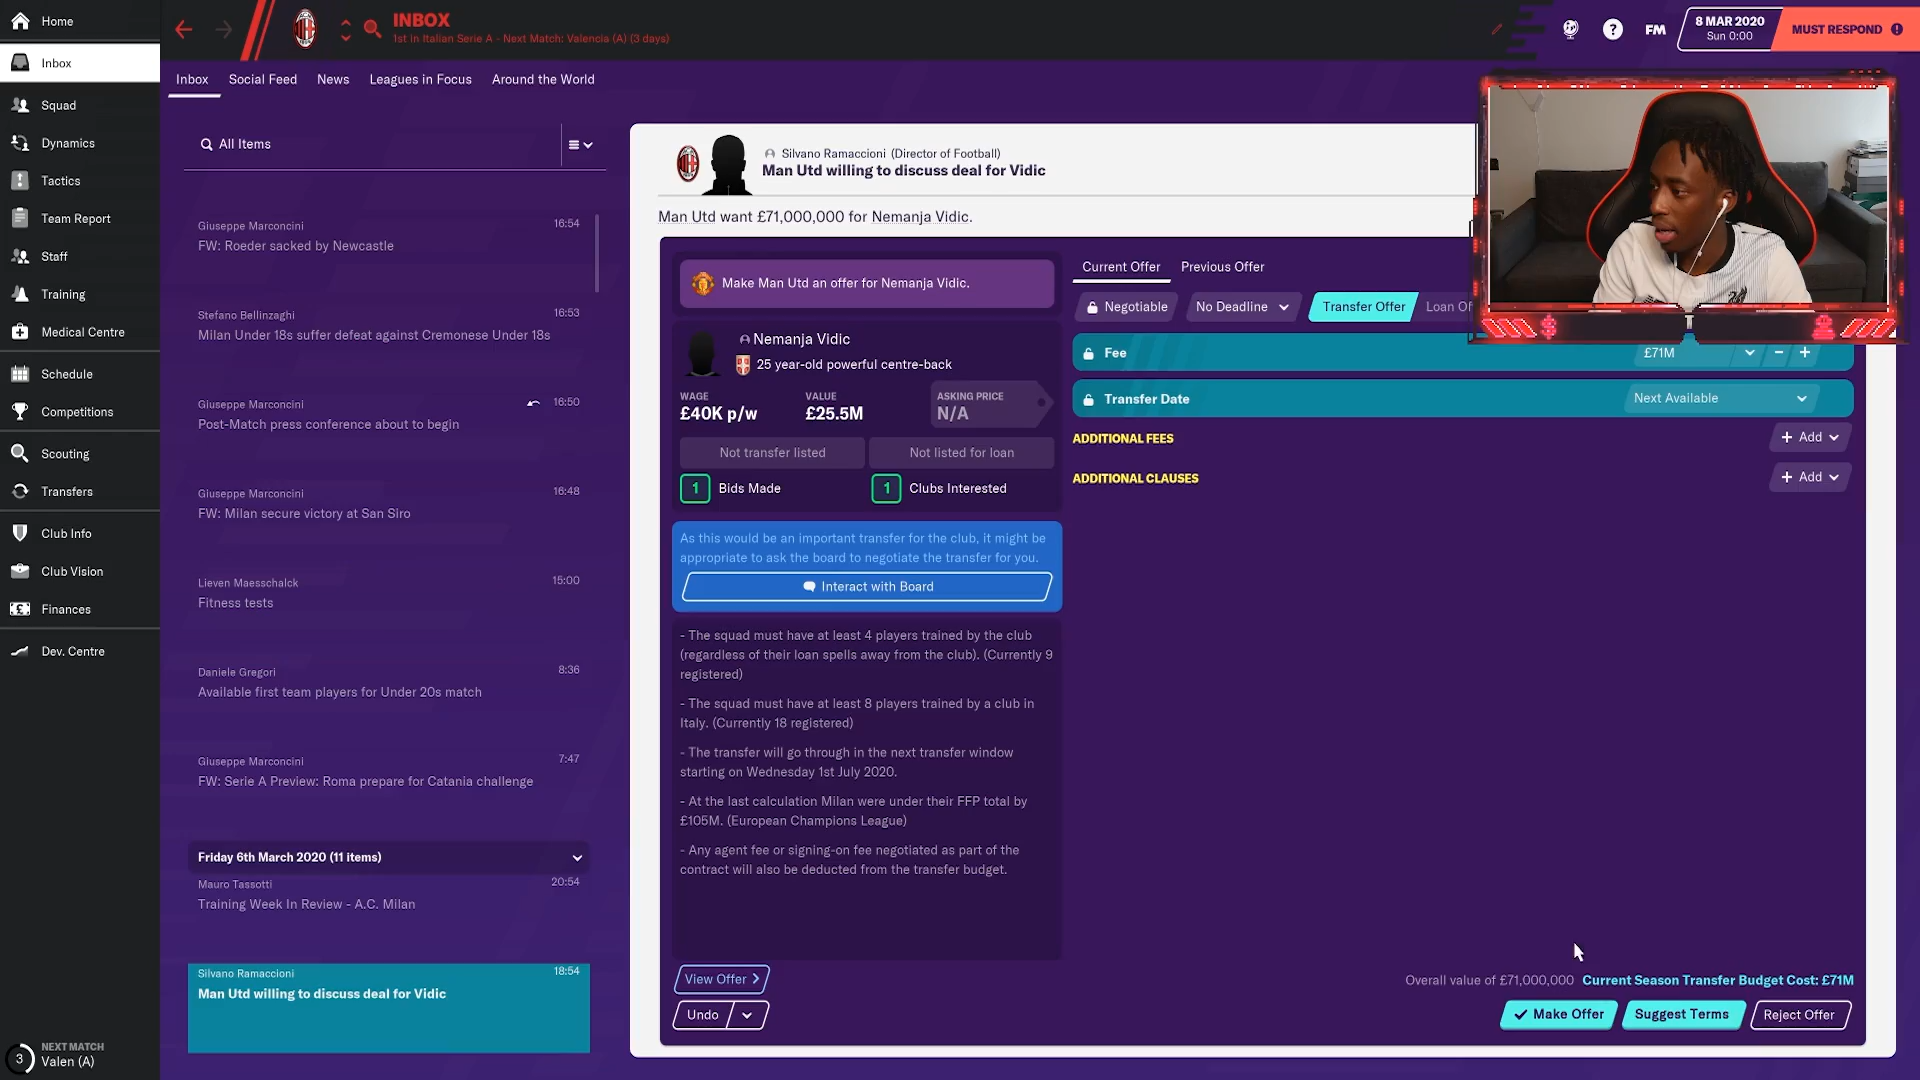 Home
Inbox
Squad
Dynamics
Tactics
Team Report
Staff
Training
Medical Centre
Schedule
Competitions
Scouting
Transfers
Club Info
Club Vision
Finances
Dev. Centre
3
NEXT MATCH
Valen (A)
INBOX
1st in Italian Serie A - Next Match: Valencia (A) (3 days)
?
FM
8 MAR 2020
Sun 0:00
MUST RESPOND
Inbox
Social Feed
News
Leagues in Focus
Around the World
All Items
Giuseppe Marconcini
16:54
FW: Roeder sacked by Newcastle
Stefano Bellinzaghi
16:53
Milan Under 18s suffer defeat against Cremonese Under 18s
Giuseppe Marconcini
16:50
Post-Match press conference about to begin
Giuseppe Marconcini
16:48
FW: Milan secure victory at San Siro
Lieven Maesschalck
15:00
Fitness tests
Daniele Gregori
8:36
Available first team players for Under 20s match
Giuseppe Marconcini
7:47
FW: Serie A Preview: Roma prepare for Catania challenge
Friday 6th March 2020 (11 items)
Mauro Tassotti
20:54
Training Week In Review - A.C. Milan
Silvano Ramaccioni
18:54
Man Utd willing to discuss deal for Vidic
Silvano Ramaccioni (Director of Football)
Man Utd willing to discuss deal for Vidic
Man Utd want £71,000,000 for Nemanja Vidic.
Make Man Utd an offer for Nemanja Vidic.
Nemanja Vidic
25 year-old powerful centre-back
WAGE
£40K p/w
VALUE
£25.5M
ASKING PRICE
N/A
Not transfer listed
Not listed for loan
1 Bids Made
1 Clubs Interested
As this would be an important transfer for the club, it might be
appropriate to ask the board to negotiate the transfer for you.
Interact with Board
- The squad must have at least 4 players trained by the club
(regardless of their loan spells away from the club). (Currently 9
registered)
- The squad must have at least 8 players trained by a club in
Italy. (Currently 18 registered)
- The transfer will go through in the next transfer window
starting on Wednesday 1st July 2020.
- At the last calculation Milan were under their FFP total by
£105M. (European Champions League)
- Any agent fee or signing-on fee negotiated as part of the
contract will also be deducted from the transfer budget.
View Offer
Undo
Current Offer
Previous Offer
Negotiable
No Deadline
Transfer Offer
Loan Of
Fee
£71M
Transfer Date
Next Available
ADDITIONAL FEES
+ Add
ADDITIONAL CLAUSES
+ Add
Overall value of £71,000,000 Current Season Transfer Budget Cost: £71M
Make Offer
Suggest Terms
Reject Offer